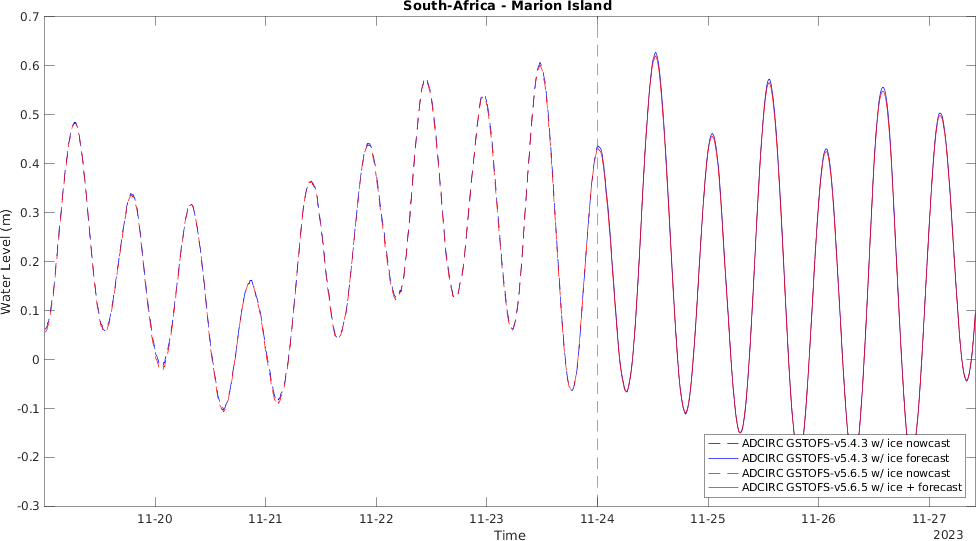 South-Africa - Marion Island
0.7
0.6
0.5
0.4
0.3
0.2
0.1
0
-0.1
-0.2
-0.3
Water Level (m)
ADCIRC GSTOFS-v5.4.3 w/ ice nowcast
ADCIRC GSTOFS-v5.4.3 w/ ice forecast
ADCIRC GSTOFS-v5.6.5 w/ ice nowcast
ADCIRC GSTOFS-v5.6.5 w/ ice + forecast
11-20 11-21 11-22 11-23 11-24 11-25 11-26 11-27
Time
2023